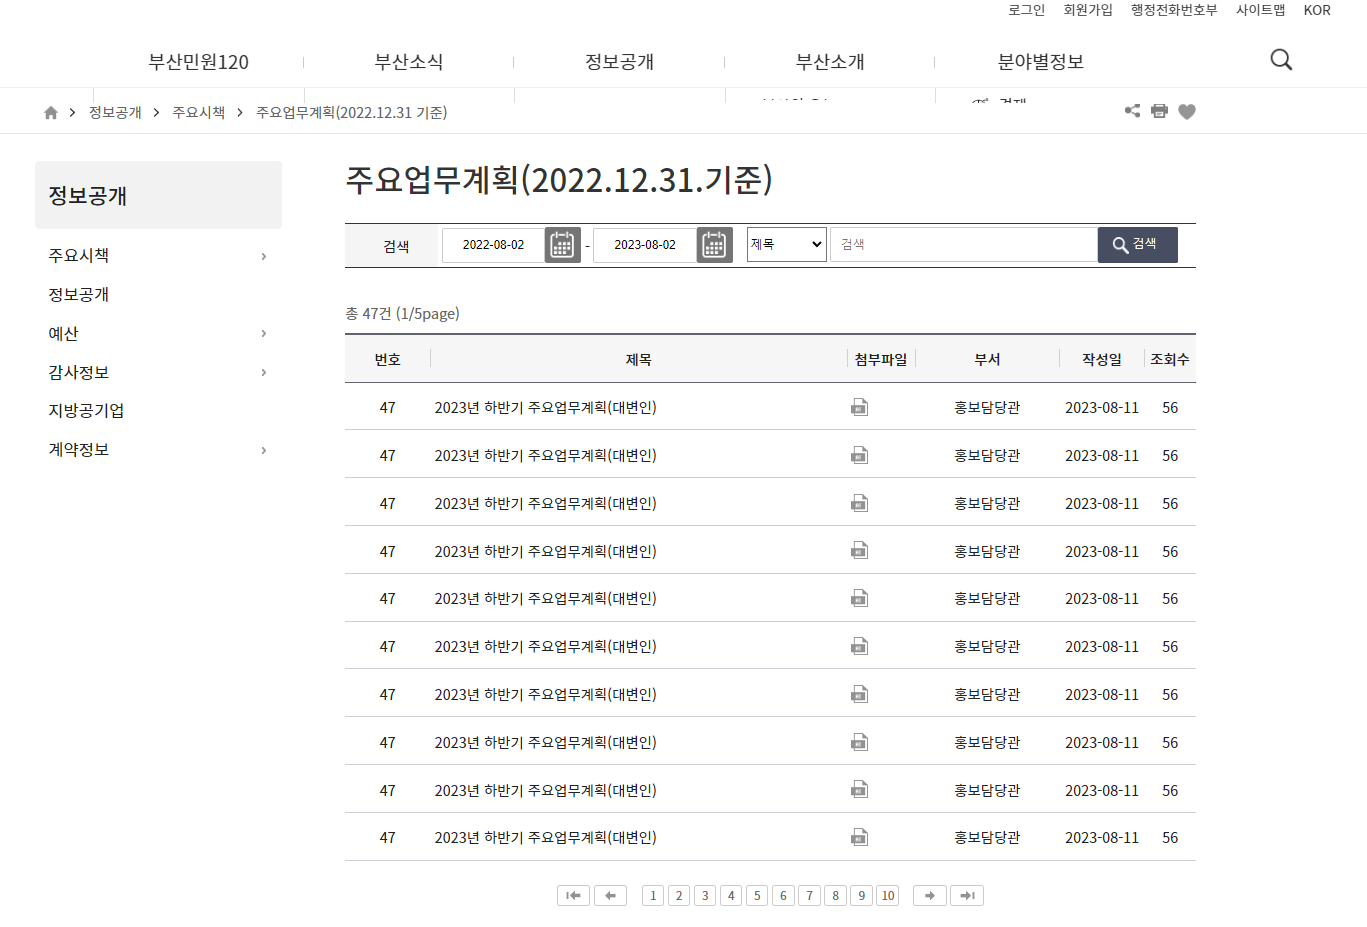 로그인 회원가입 행정전화번호부 사이트맵 KOR
부산민원120 부산소식 정보공개 부산소개 분야별정보
정보공개 주요시책 주요업무계획(2022.12.31 기준)
정보공개
주요시책
정보공개
예산
감사정보
지방공기업
계약정보
주요업무계획(2022.12.31.기준)
검색 2022-08-02 - 2023-08-02 제목 검색 검색
총 47건 (1/5page)
번호 제목 첨부파일 부서 작성일 조회수
47 2023년 하반기 주요업무계획(대변인) 홍보담당관 2023-08-11 56
47 2023년 하반기 주요업무계획(대변인) 홍보담당관 2023-08-11 56
47 2023년 하반기 주요업무계획(대변인) 홍보담당관 2023-08-11 56
47 2023년 하반기 주요업무계획(대변인) 홍보담당관 2023-08-11 56
47 2023년 하반기 주요업무계획(대변인) 홍보담당관 2023-08-11 56
47 2023년 하반기 주요업무계획(대변인) 홍보담당관 2023-08-11 56
47 2023년 하반기 주요업무계획(대변인) 홍보담당관 2023-08-11 56
47 2023년 하반기 주요업무계획(대변인) 홍보담당관 2023-08-11 56
47 2023년 하반기 주요업무계획(대변인) 홍보담당관 2023-08-11 56
47 2023년 하반기 주요업무계획(대변인) 홍보담당관 2023-08-11 56
1 2 3 4 5 6 7 8 9 10